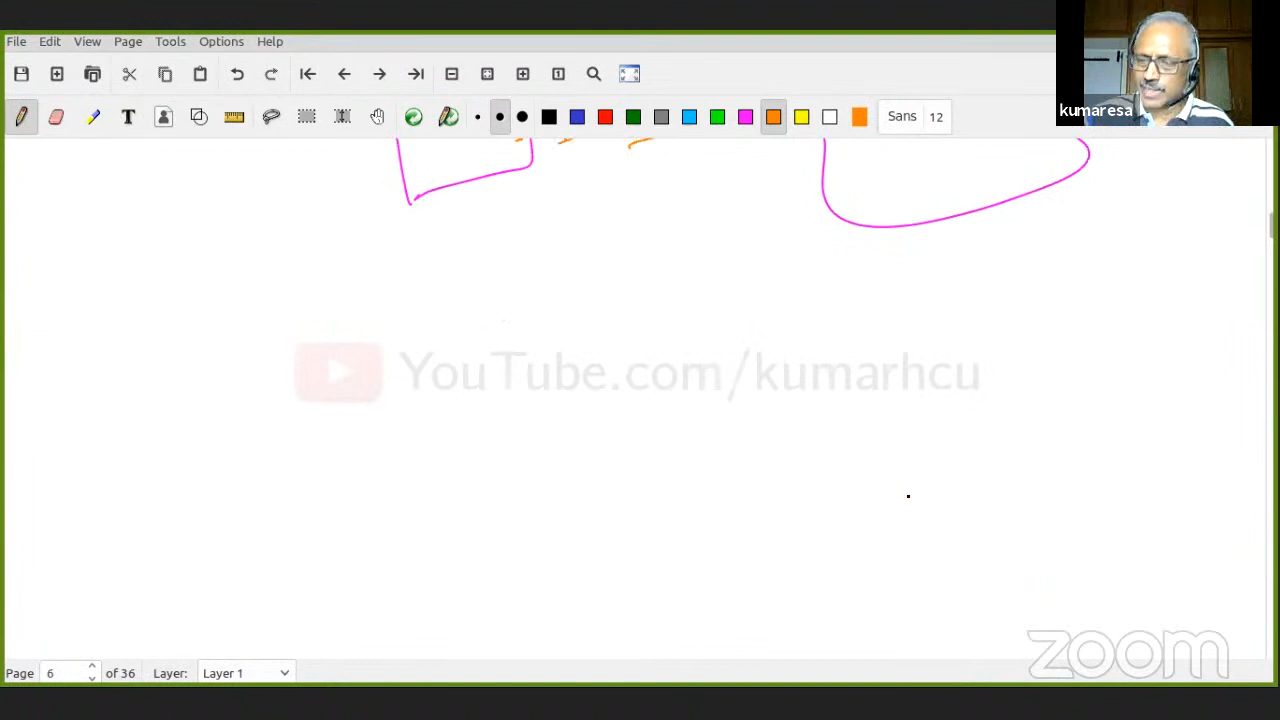 File Edit View Page Tools Options Help
kumaresa
T Sans 12
YouTube.com/kumarhcu
zoom
Page 6 of 36 Layer: Layer 1